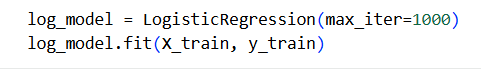 log_model = LogisticRegression(max_iter=1000)
log_model.fit(X_train, y_train)